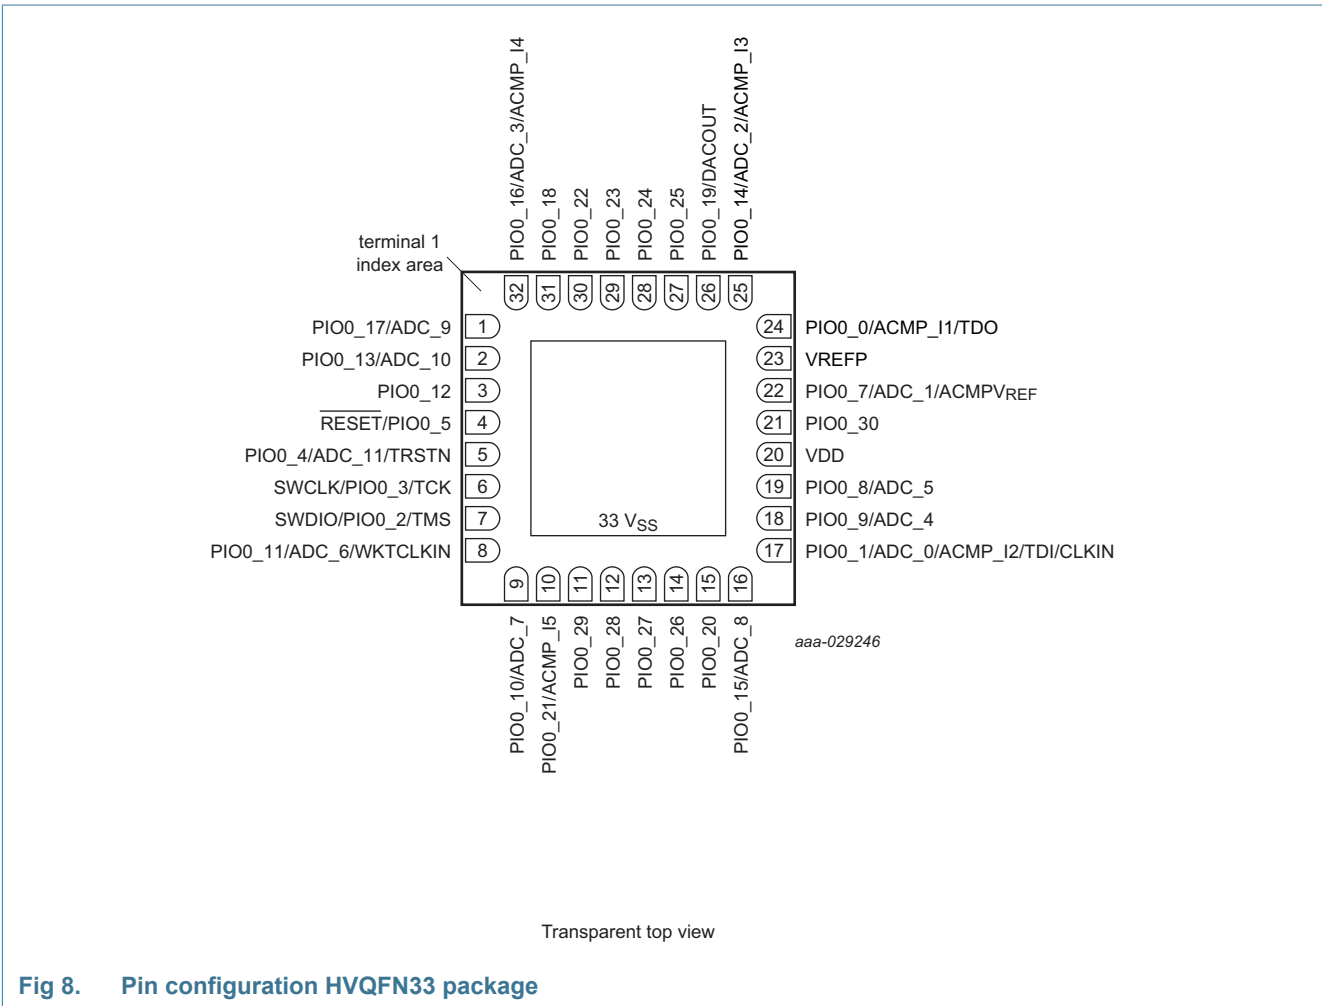 PIO0_16/ADC_3/ACMP_I4
PIO0_18
PIO0_22
PIO0_23
PIO0_24
PIO0_25
PIO0_19/DACOUT
PIO0_14/ADC_2/ACMP_I3
terminal 1
index area
32
31
30
29
28
27
26
25
PIO0_17/ADC_9
1
24
PIO0_0/ACMP_I1/TDO
PIO0_13/ADC_10
2
23
VREFP
PIO0_12
3
22
PIO0_7/ADC_1/ACMPVREF
RESET/PIO0_5
4
21
PIO0_30
PIO0_4/ADC_11/TRSTN
5
20
VDD
SWCLK/PIO0_3/TCK
6
19
PIO0_8/ADC_5
SWDIO/PIO0_2/TMS
7
33 VSS
18
PIO0_9/ADC_4
PIO0_11/ADC_6/WKTCLKIN
8
17
PIO0_1/ADC_0/ACMP_I2/TDI/CLKIN
9
10
11
12
13
14
15
16
PIO0_10/ADC_7
PIO0_21/ACMP_I5
PIO0_29
PIO0_28
PIO0_27
PIO0_26
PIO0_20
PIO0_15/ADC_8
aaa-029246
Transparent top view
Fig 8. Pin configuration HVQFN33 package